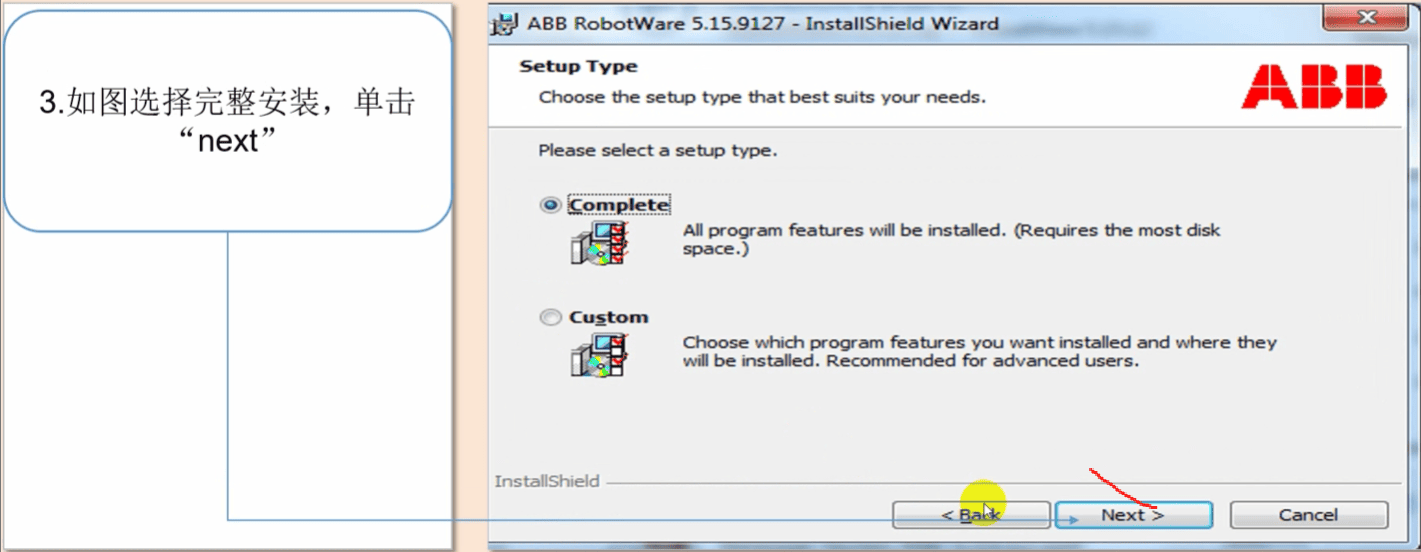 3.如图选择完整安装，单击
“next”
ABB RobotWare 5.15.9127 - InstallShield Wizard
Setup Type
Choose the setup type that best suits your needs.
ABB
Please select a setup type.
Complete
All program features will be installed. (Requires the most disk
space.)
Custom
Choose which program features you want installed and where they
will be installed. Recommended for advanced users.
InstallShield
< Back
Next >
Cancel